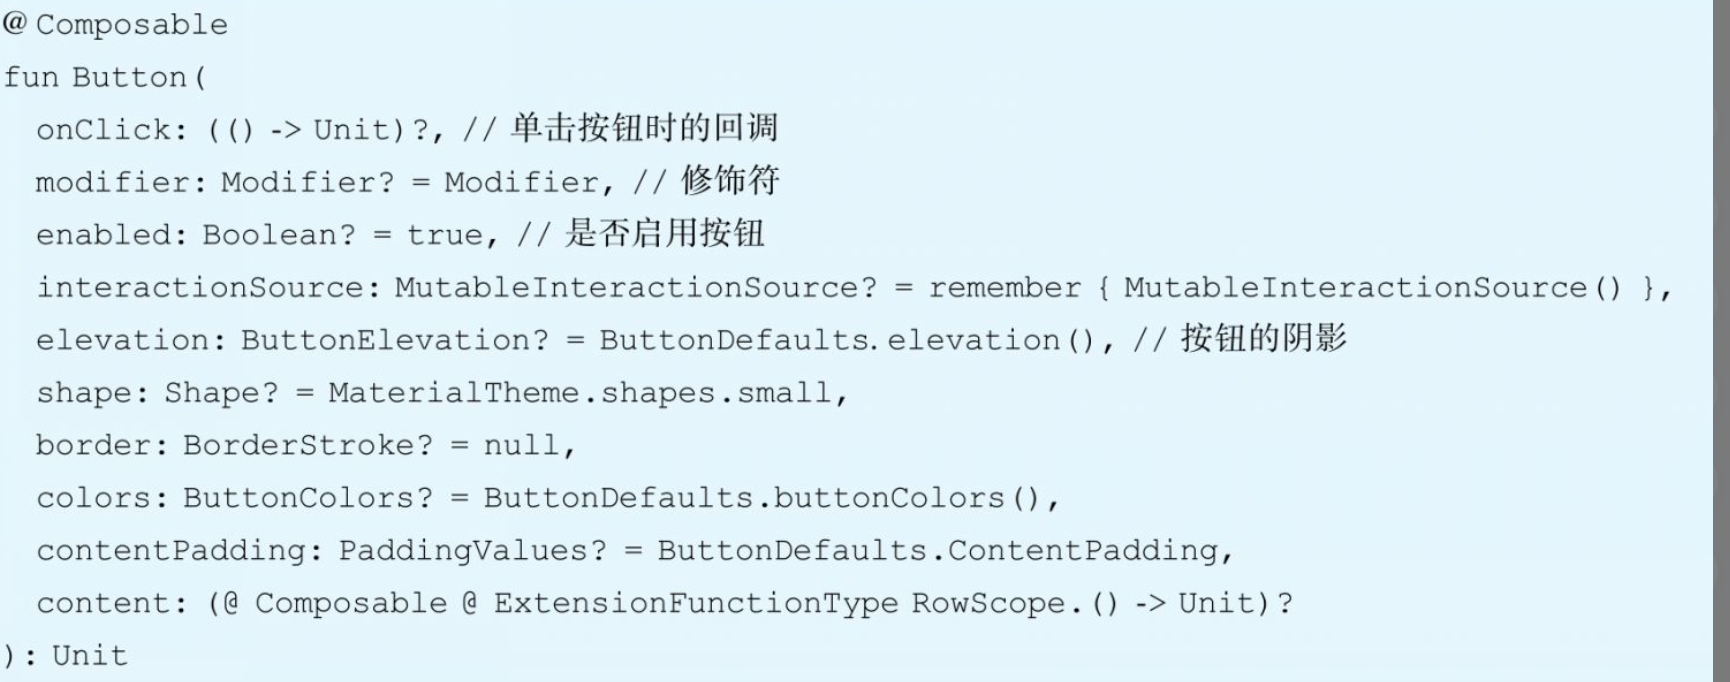 @ Composable
fun Button(
  onClick: (() -> Unit)?, // 单击按钮时的回调
  modifier: Modifier? = Modifier, // 修饰符
  enabled: Boolean? = true, // 是否启用按钮
  interactionSource: MutableInteractionSource? = remember { MutableInteractionSource() },
  elevation: ButtonElevation? = ButtonDefaults.elevation(), // 按钮的阴影
  shape: Shape? = MaterialTheme.shapes.small,
  border: BorderStroke? = null,
  colors: ButtonColors? = ButtonDefaults.buttonColors(),
  contentPadding: PaddingValues? = ButtonDefaults.ContentPadding,
  content: (@ Composable @ ExtensionFunctionType RowScope.() -> Unit)?
): Unit